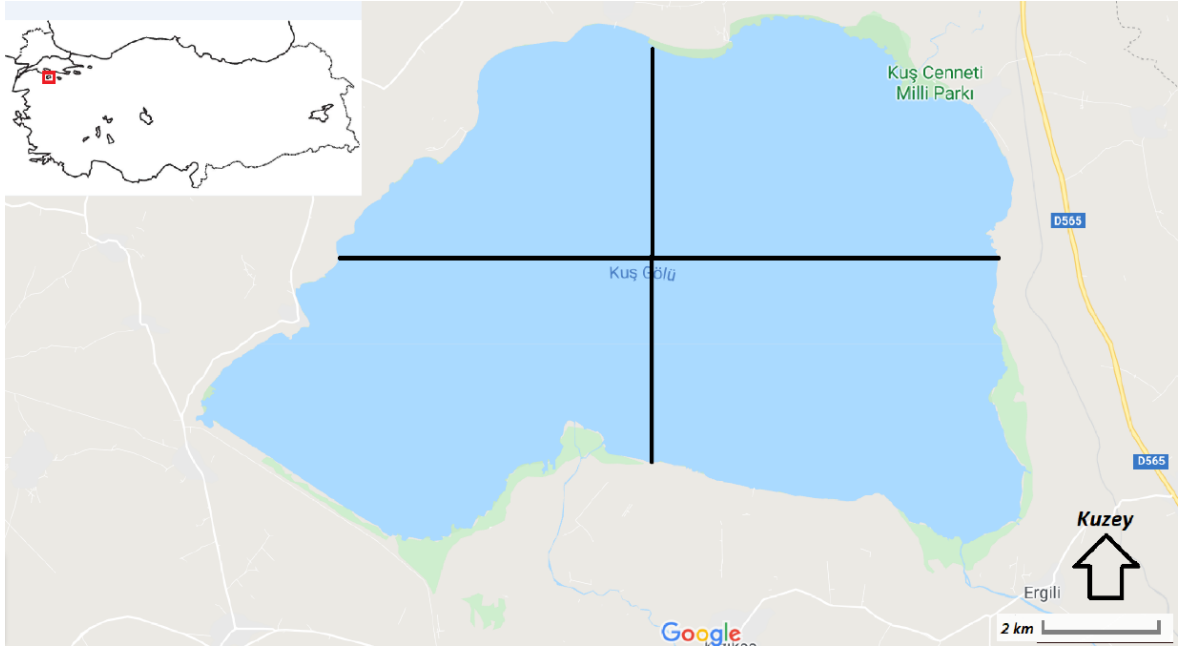 Kuş Cenneti
Milli Parkı
D565
Kuş Gölü
D565
Kuzey
Ergili
2 km
Google